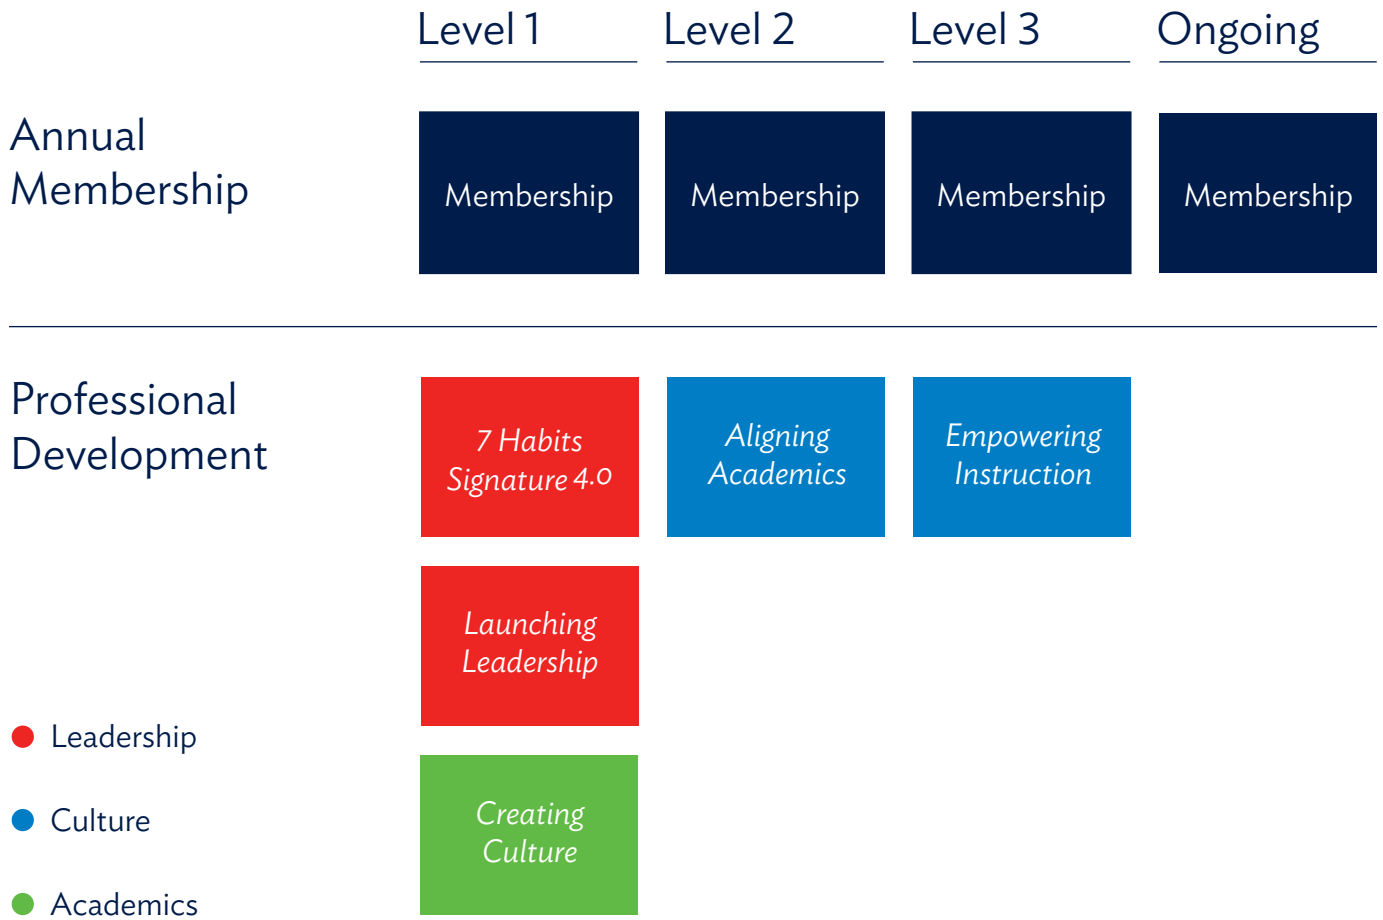 Level 1
Level 2
Level 3
Ongoing
Annual
Membership
Membership
Membership
Membership
Membership
Professional
Development
7 Habits
Signature 4.0
Aligning
Academics
Empowering
Instruction
Launching
Leadership
Creating
Culture
Leadership
Culture
Academics